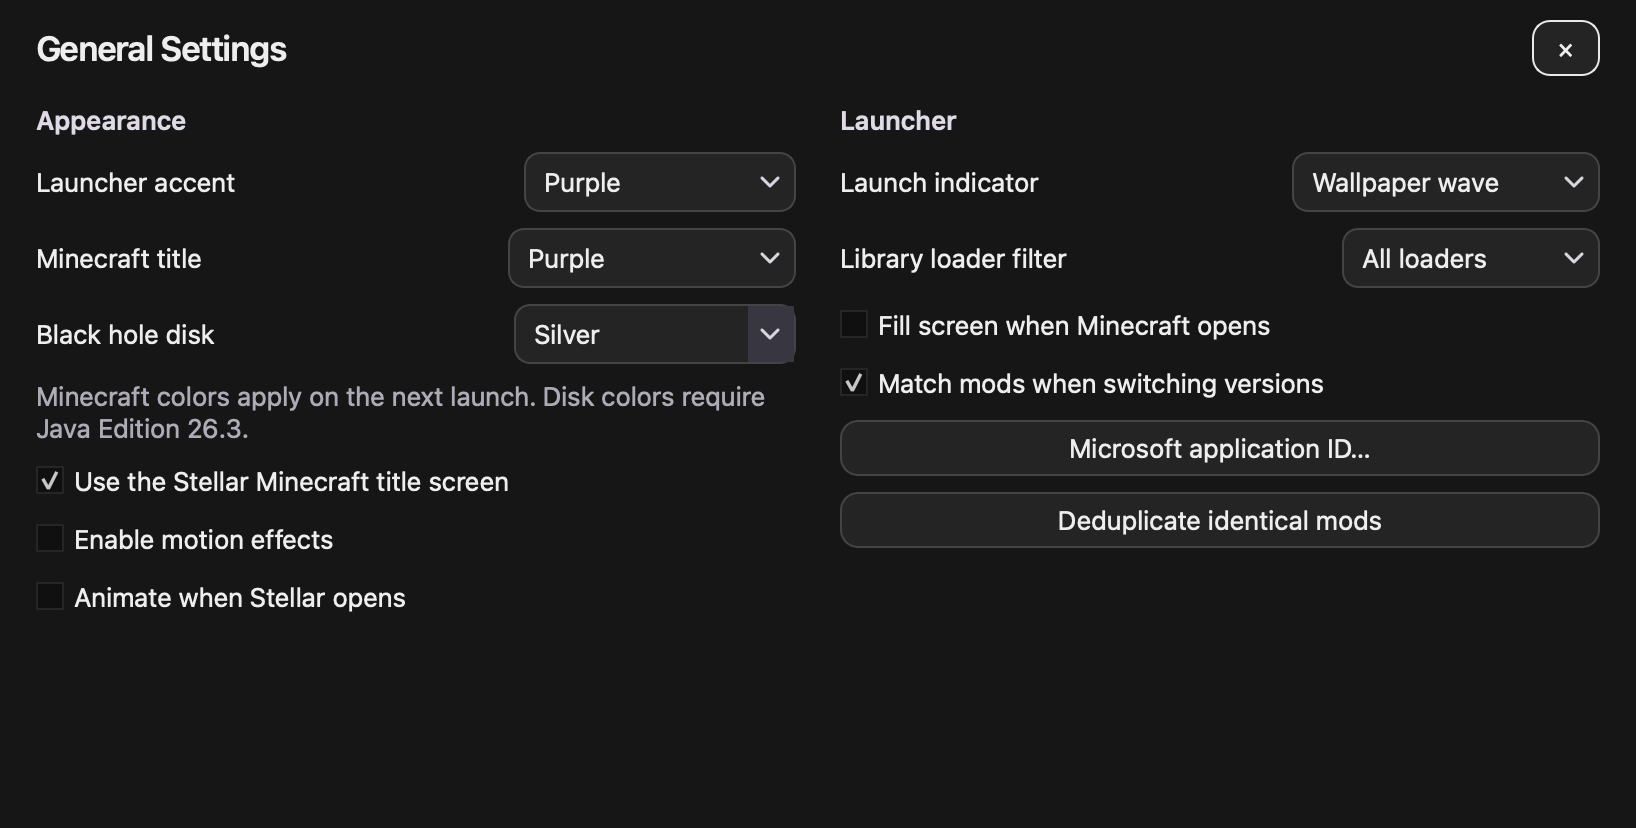 General Settings
×
Appearance
Launcher accent
Purple
Minecraft title
Purple
Black hole disk
Silver
Minecraft colors apply on the next launch. Disk colors require
Java Edition 26.3.
Use the Stellar Minecraft title screen
Enable motion effects
Animate when Stellar opens
Launcher
Launch indicator
Wallpaper wave
Library loader filter
All loaders
Fill screen when Minecraft opens
Match mods when switching versions
Microsoft application ID...
Deduplicate identical mods